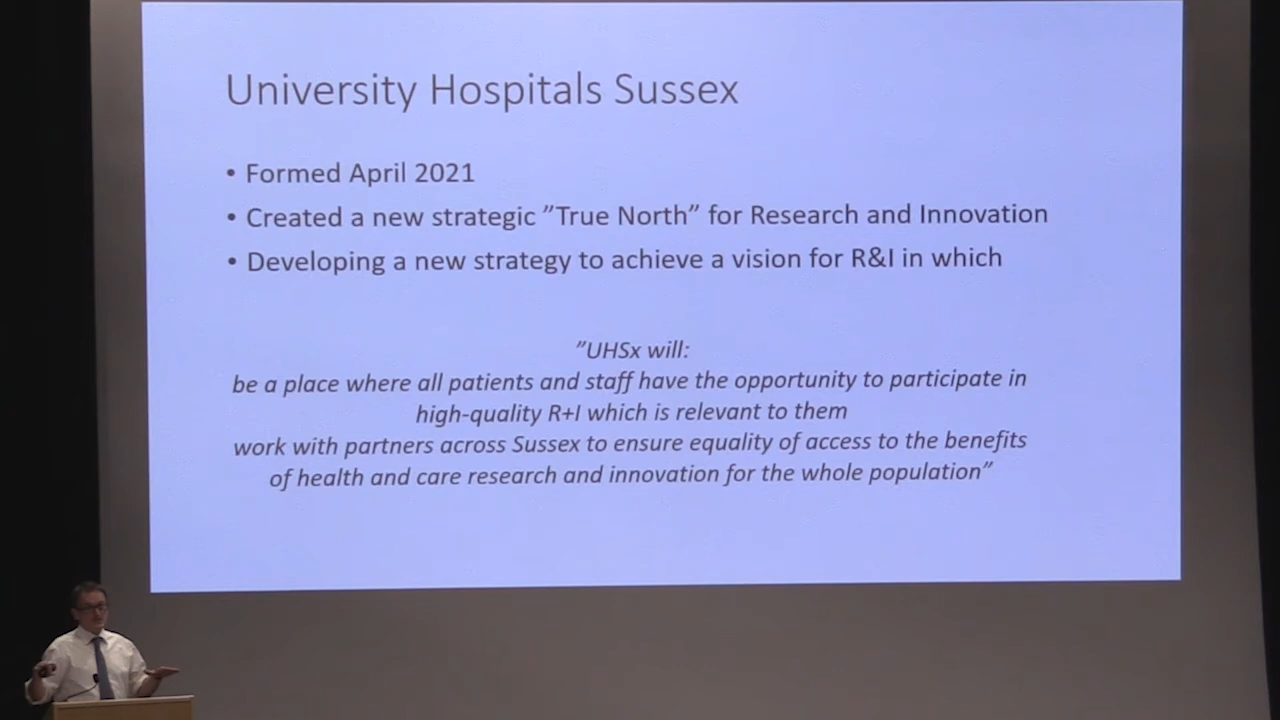 University Hospitals Sussex
• Formed April 2021
• Created a new strategic ”True North” for Research and Innovation
• Developing a new strategy to achieve a vision for R&I in which
”UHSx will:
be a place where all patients and staff have the opportunity to participate in
high-quality R+I which is relevant to them
work with partners across Sussex to ensure equality of access to the benefits
of health and care research and innovation for the whole population”